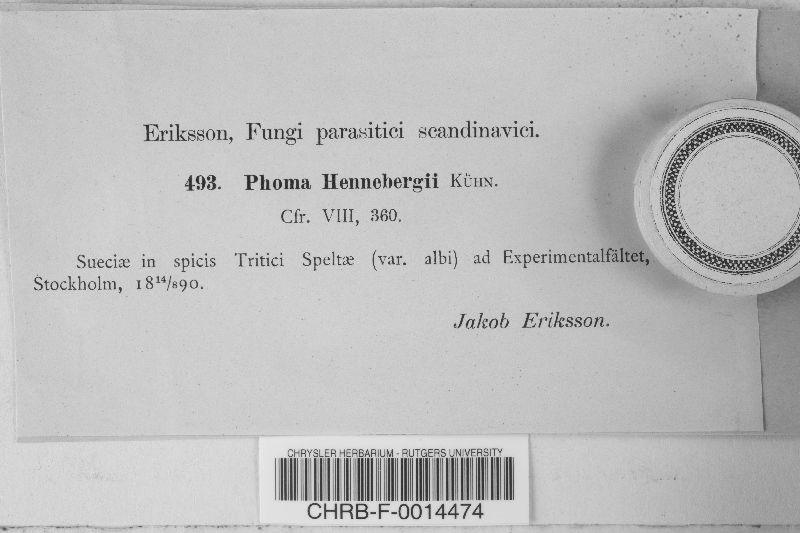 Eriksson, Fungi parasitici scandinavici.
493. Phoma Hennebergii KÜHN.
Cfr. VIII, 360.
Sueciæ in spicis Tritici Speltæ (var. albi) ad Experimentalfältet,
Stockholm, 18¹⁴/₈90.
Jakob Eriksson.
CHRYSLER HERBARIUM - RUTGERS UNIVERSITY
CHRB-F-0014474